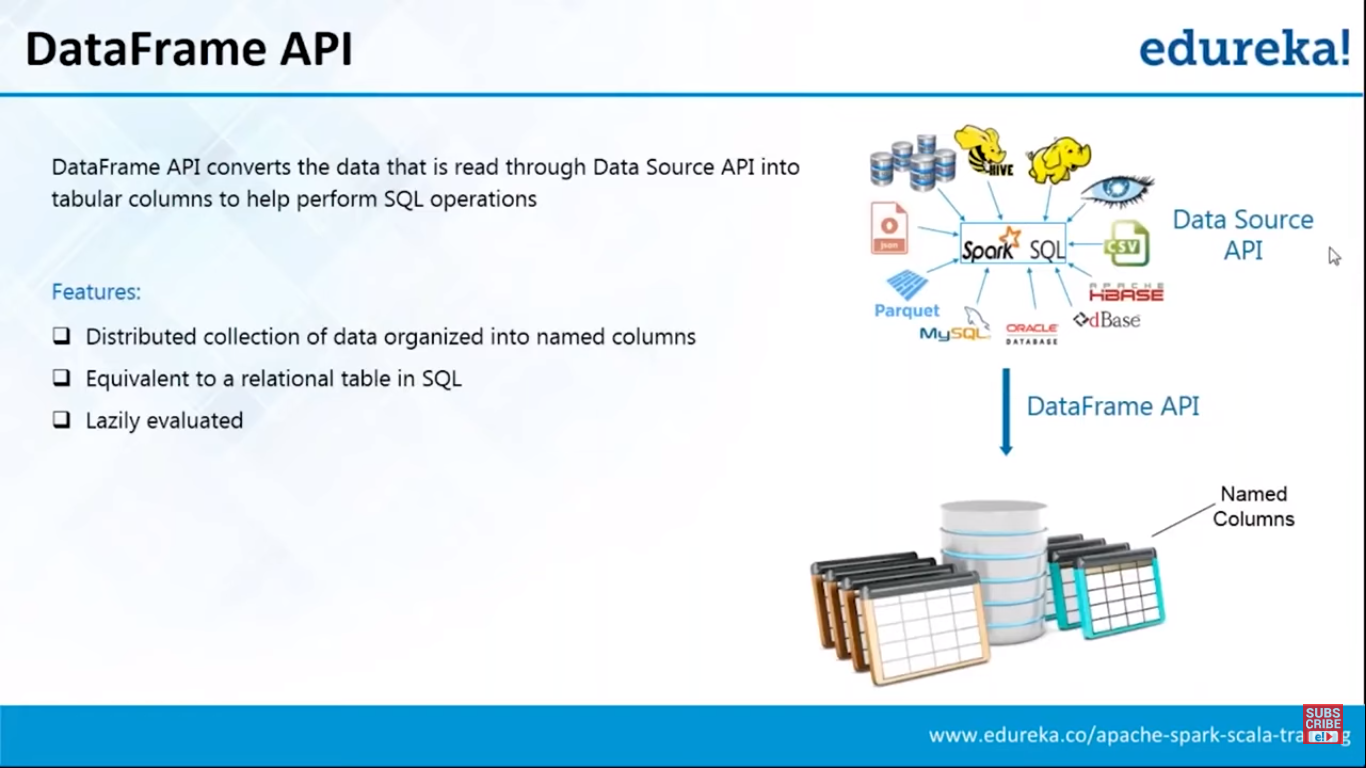 DataFrame API
edureka!
DataFrame API converts the data that is read through Data Source API into
tabular columns to help perform SQL operations
Features:
Distributed collection of data organized into named columns
Equivalent to a relational table in SQL
Lazily evaluated
HIVE
json
Spark SQL
CSV
Data Source
API
Parquet
APACHE
HBASE
MySQL
ORACLE
DATABASE
dBase
DataFrame API
Named
Columns
www.edureka.co/apache-spark-scala-tra
g
SUBS
CRIBE
e!